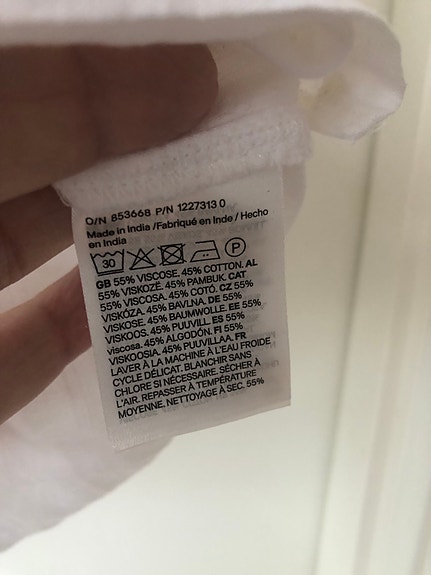 O/N 853668 P/N 1227313 0
Made in India /Fabriqué en Inde / Hecho
en India
30 P
GB 55% VISCOSE. 45% COTTON. AL
55% VISKOZË. 45% PAMBUK. CAT
55% VISCOSA. 45% COTÓ. CZ 55%
VISKÓZA. 45% BAVLNA. DE 55%
VISKOSE. 45% BAUMWOLLE. EE 55%
VISKOOS. 45% PUUVILL. ES 55%
viscosa. 45% ALGODÓN. FI 55%
VISKOOSIA. 45% PUUVILLAA. FR
LAVER À LA MACHINE À L'EAU FROIDE
CYCLE DÉLICAT. BLANCHIR SANS
CHLORE SI NÉCESSAIRE. SÉCHER À
L'AIR. REPASSER À TEMPÉRATURE
MOYENNE. NETTOYAGE À SEC. 55%